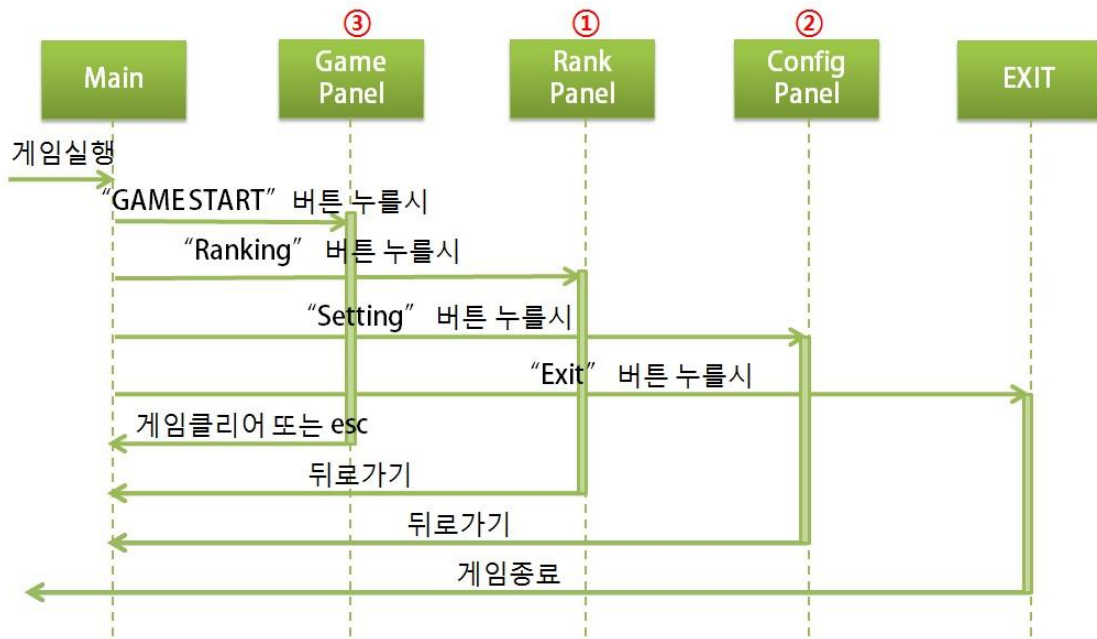 ③
①
②
Main
Game
Panel
Rank
Panel
Config
Panel
EXIT
게임실행
“GAMESTART” 버튼 누를시
“Ranking” 버튼 누를시
“Setting” 버튼 누를시
“Exit” 버튼 누를시
게임클리어 또는 esc
뒤로가기
뒤로가기
게임종료